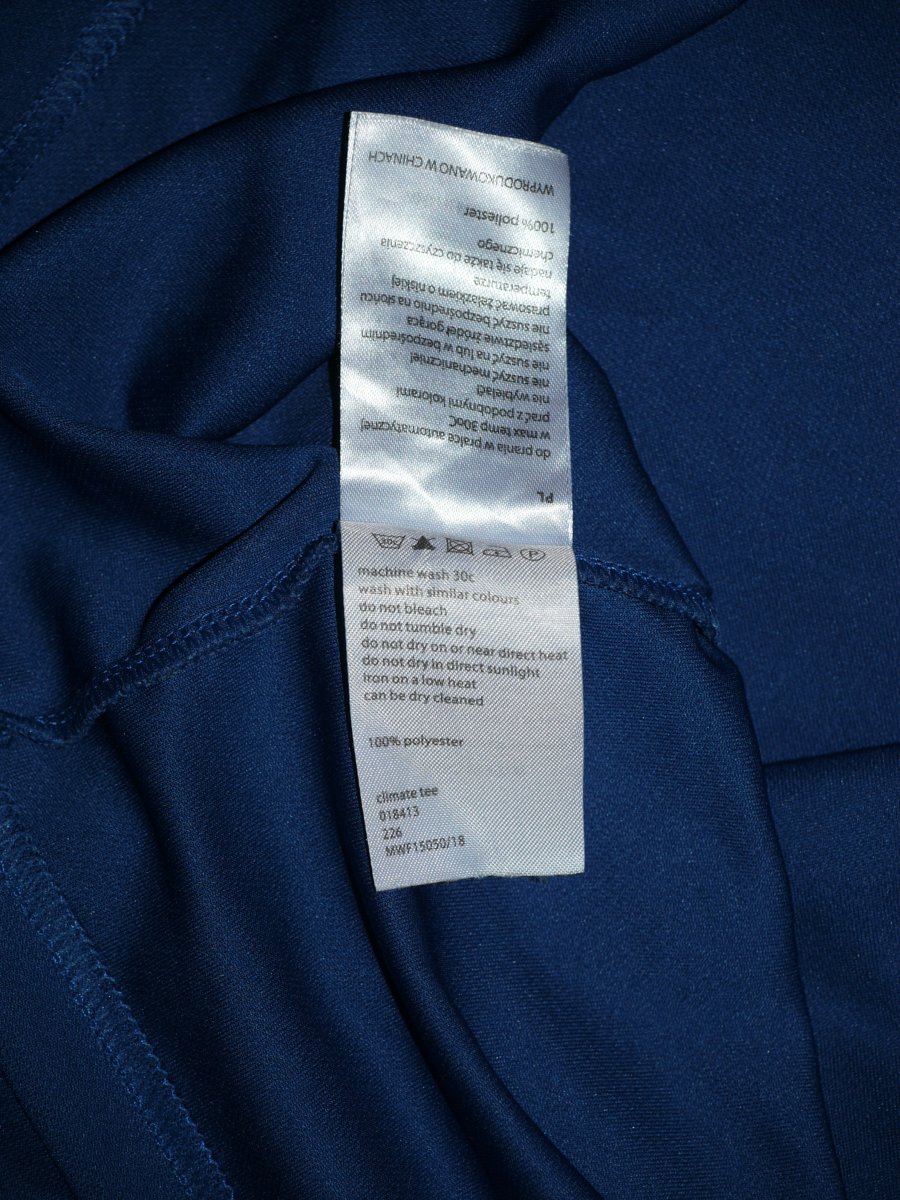 PL
do prania w pralce automatycznej
w max temp 30oC
prać z podobnymi kolorami
nie wybielać!
nie suszyć mechanicznie!
nie suszyć na lub w bezpośrednim
sąsiedztwie źródeł gorąca
nie suszyć bezpośrednio na słońcu
prasować żelazkiem o niskiej
temperaturze
nadaje się także do czyszczenia
chemicznego
100% poliester
WYPRODUKOWANO W CHINACH
30c
P
machine wash 30c
wash with similar colours
do not bleach
do not tumble dry
do not dry on or near direct heat
do not dry in direct sunlight
iron on a low heat
can be dry cleaned
100% polyester
climate tee
018413
226
MWF15050/18